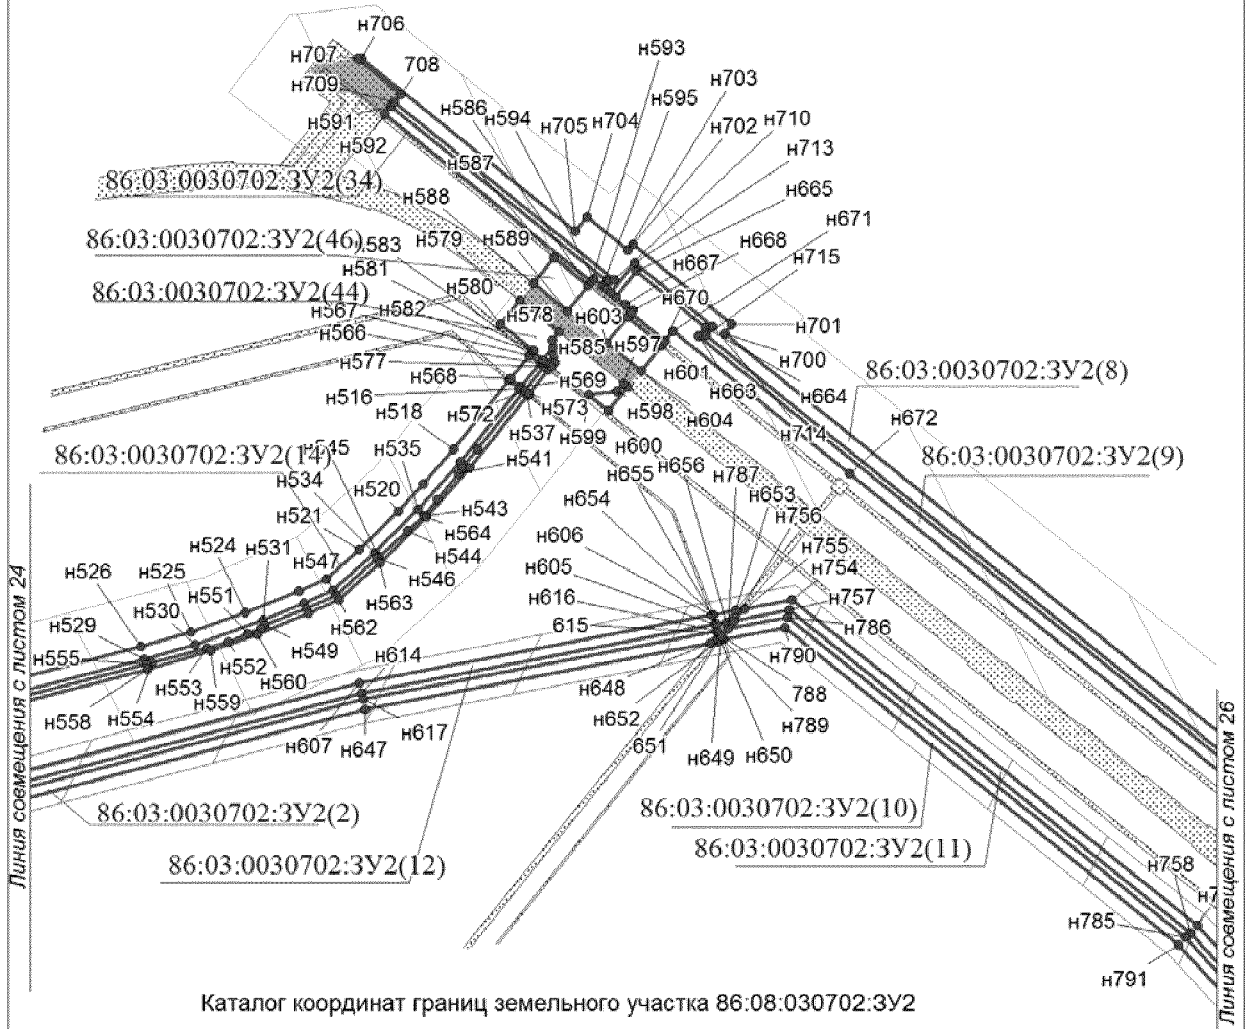 н706
н593
н707
708
н703
н709
н595
н586
н594
н705
н704
н702
н710
н591
н592
н713
н587
н665
86:03:0030702:ЗУ2(34)
н588
н671
86:03:0030702:ЗУ2(46)
н583
н579
н589
н668
н715
н581
н580
н667
86:03:0030702:ЗУ2(44)
н670
н567
н582
н578
н603
н701
н566
н585
н597
н700
н577
н601
86:03:0030702:ЗУ2(8)
н568
н569
н663
н664
н516
н572
н573
н598
н604
н672
н518
н599
н714
н537
н600
86:03:0030702:ЗУ2(14)
н545
н535
н541
86:03:0030702:ЗУ2(9)
н534
н655
н656
н787
н520
н654
н653
н521
н543
н756
н524
н531
н564
н606
н755
н526
н525
н547
н544
н754
н546
н605
н530
н551
н563
н616
н757
н529
н562
615
н786
н555
н549
н552
н614
н790
н553
н560
н648
788
н558
н554
н559
н652
н789
н607
н617
651
н647
н649
н650
86:03:0030702:ЗУ2(2)
86:03:0030702:ЗУ2(10)
86:03:0030702:ЗУ2(12)
86:03:0030702:ЗУ2(11)
н758
н7
н785
н791
Линия совмещения с листом 24
Линия совмещения с листом 26
Каталог координат границ земельного участка 86:08:030702:ЗУ2